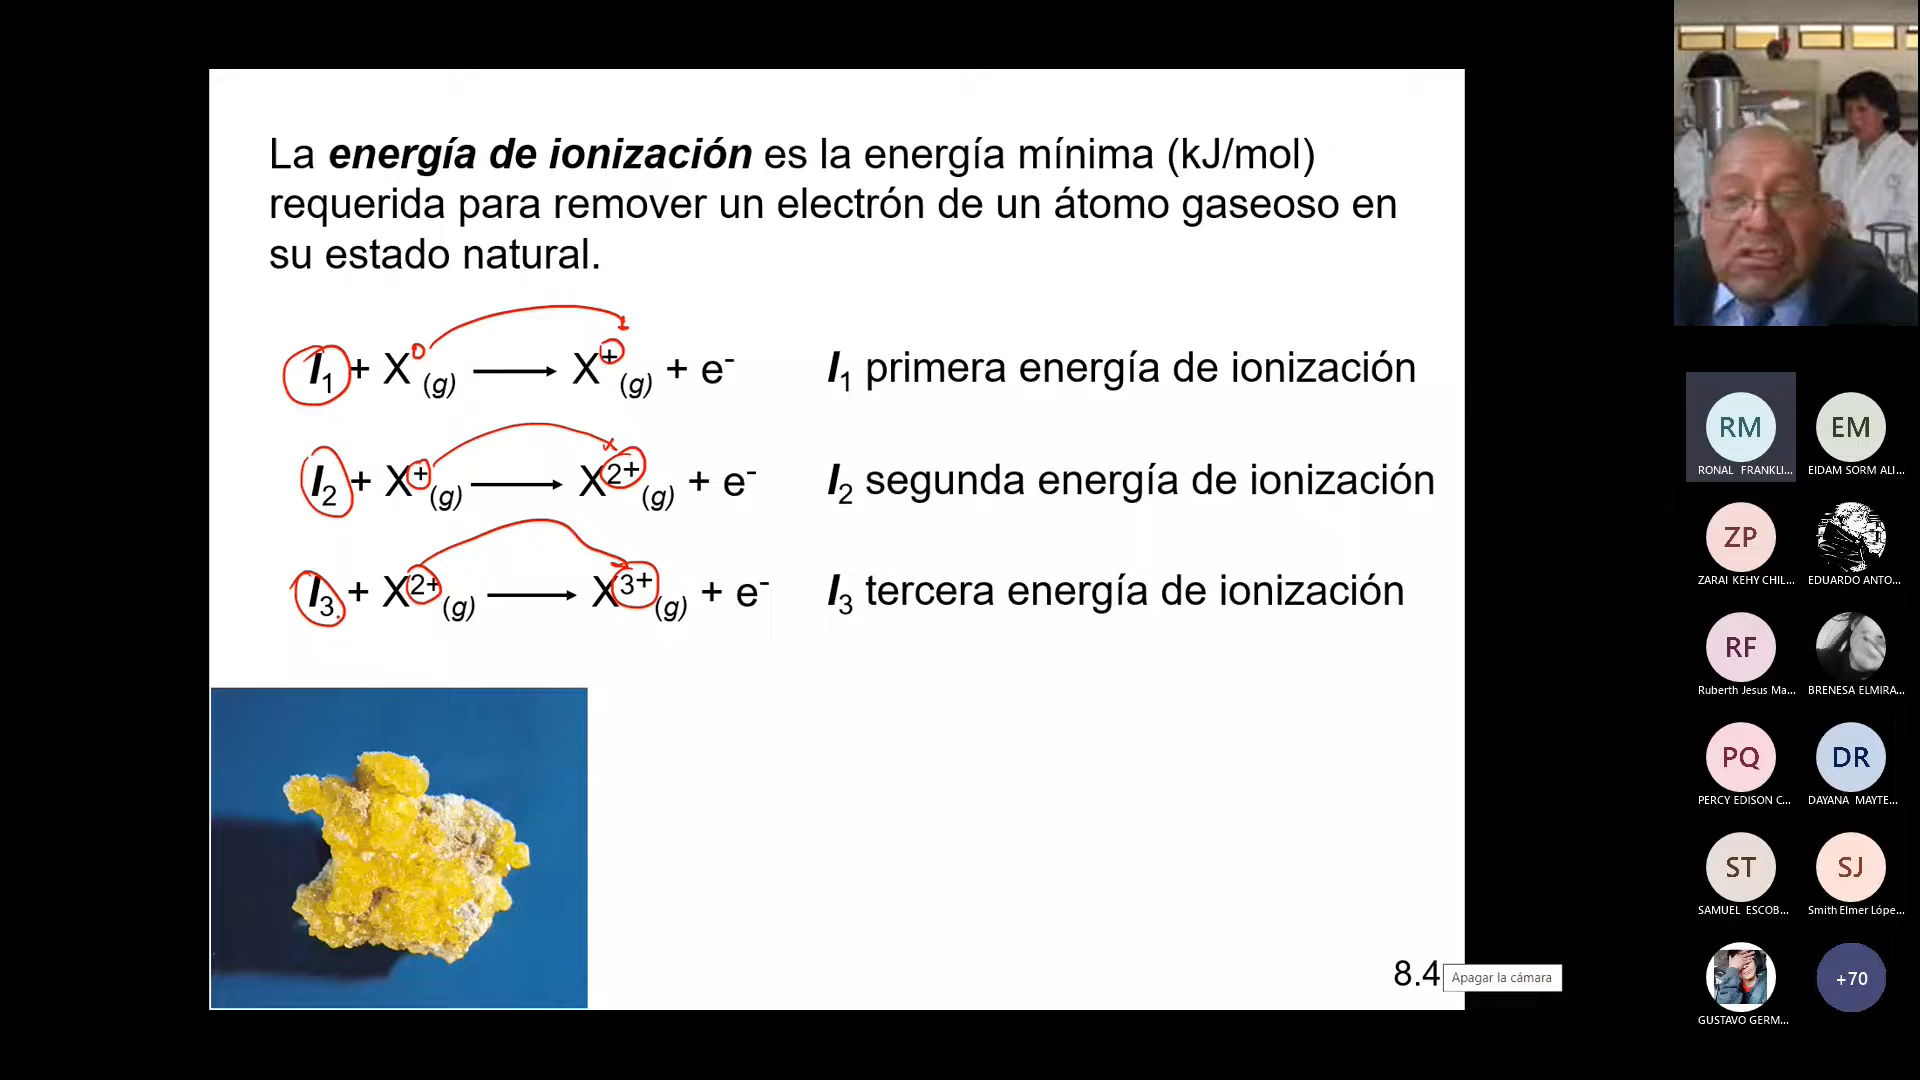 La energía de ionización es la energía mínima (kJ/mol)
requerida para remover un electrón de un átomo gaseoso en
su estado natural.
I₁ + X⁰(g) ⟶ X⁺(g) + e⁻ I₁ primera energía de ionización
I₂ + X⁺(g) ⟶ X²⁺(g) + e⁻ I₂ segunda energía de ionización
I₃ + X²⁺(g) ⟶ X³⁺(g) + e⁻ I₃ tercera energía de ionización
8.4
Apagar la cámara
RM EM
RONAL FRANKLI... EIDAM SORM ALI...
ZP
ZARAI KEHY CHIL... EDUARDO ANTO...
RF
Ruberth Jesus Ma... BRENESA ELMIRA...
PQ DR
PERCY EDISON C... DAYANA MAYTE...
ST SJ
SAMUEL ESCOB... Smith Elmer Lópe...
+70
GUSTAVO GERM...